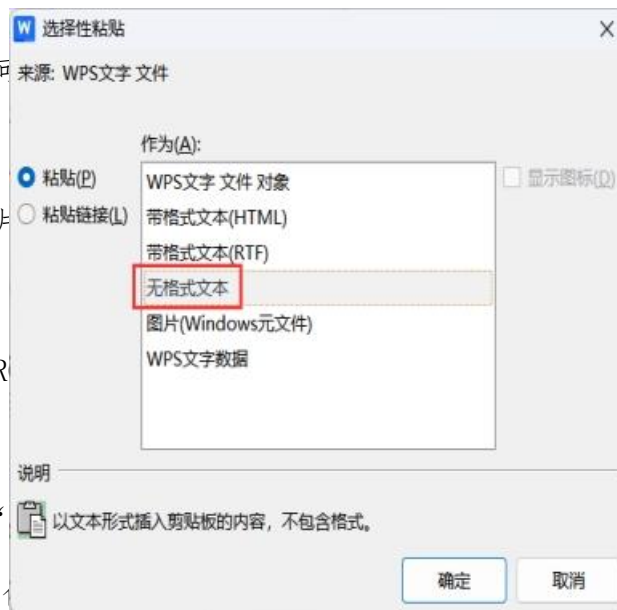 W 选择性粘贴
来源: WPS文字 文件
作为(A):
粘贴(P)
粘贴链接(L)
WPS文字 文件 对象
带格式文本(HTML)
带格式文本(RTF)
无格式文本
图片(Windows元文件)
WPS文字数据
显示图标(D)
说明
以文本形式插入剪贴板的内容，不包含格式。
确定
取消